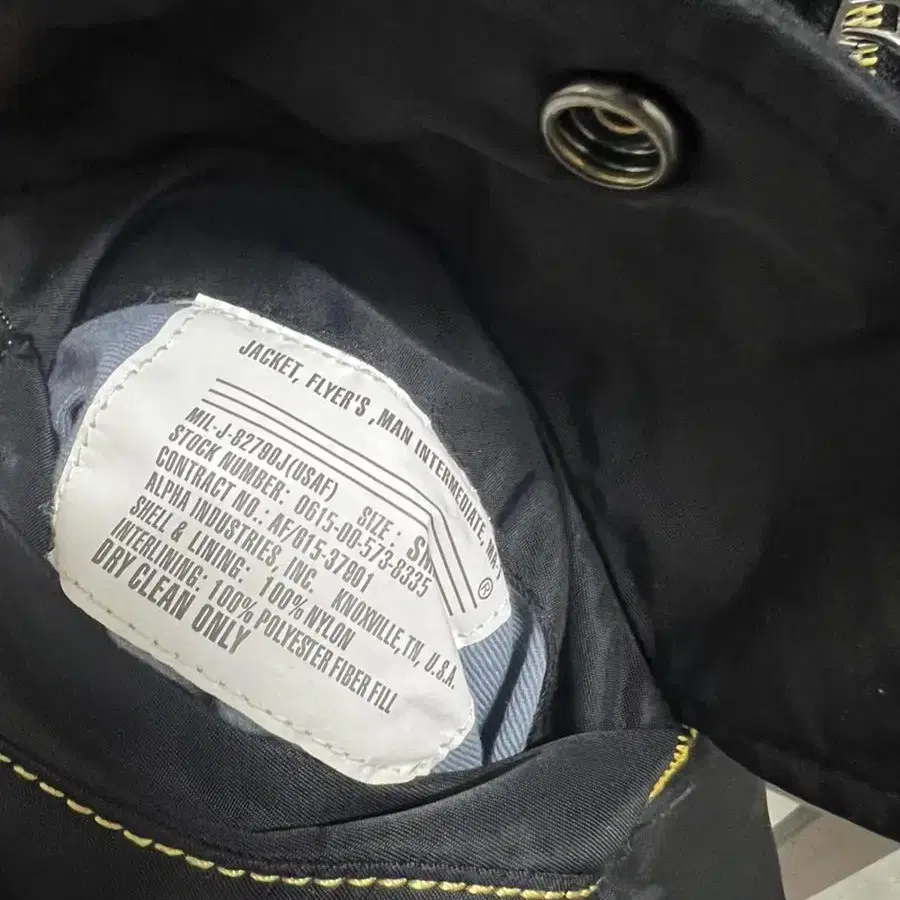 JACKET, FLYER'S ,MAN INTERMEDIATE,
MIL-J-82790J(USAF) SIZE :
STOCK NUMBER: 0615-00-573-8335
CONTRACT NO.: AF/615-37801
ALPHA INDUSTRIES, INC. KNOXVILLE, TN, U.S.A.
SHELL & LINING: 100% NYLON
INTERLINING: 100% POLYESTER FIBER FILL
DRY CLEAN ONLY
®